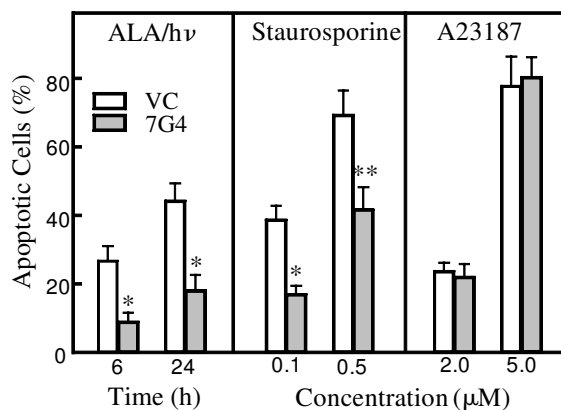 ALA/hν Staurosporine A23187
Apoptotic Cells (%)
80
60
40
20
0
VC
7G4
*
*
*
**
6 24 0.1 0.5 2.0 5.0
Time (h) Concentration (μM)